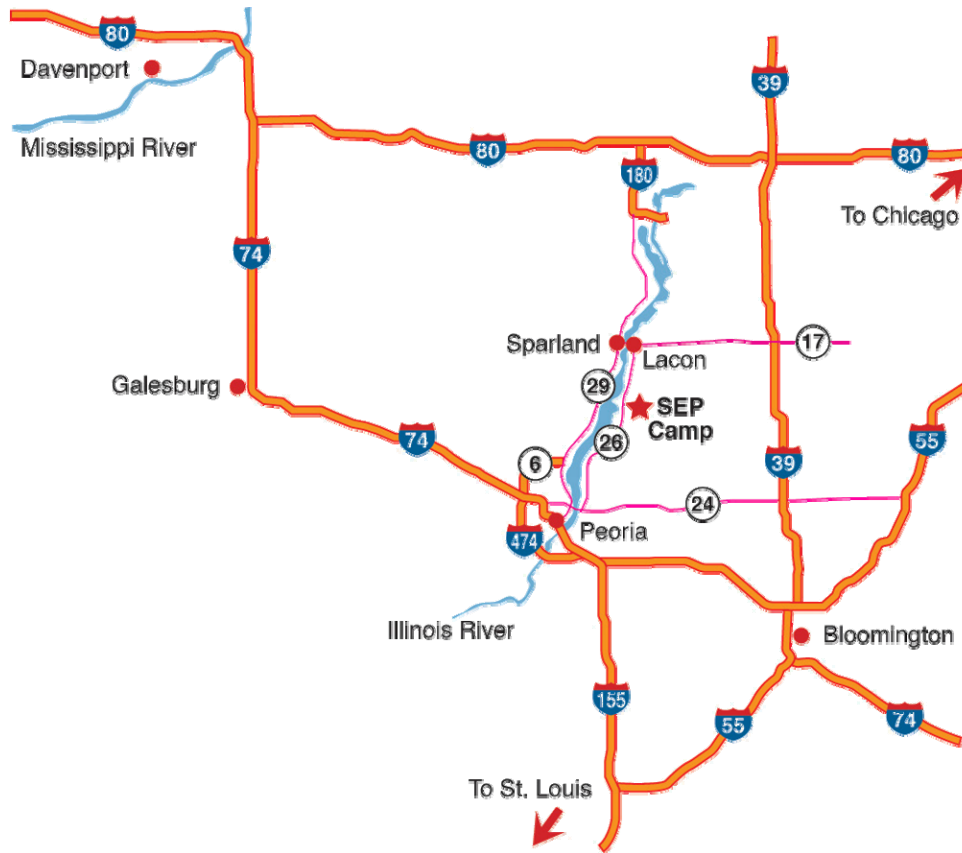 80
Davenport
39
Mississippi River
80
80
180
To Chicago
74
Sparland
17
Lacon
Galesburg
29
SEP
Camp
74
26
55
6
39
24
Peoria
474
Illinois River
Bloomington
155
55
74
To St. Louis